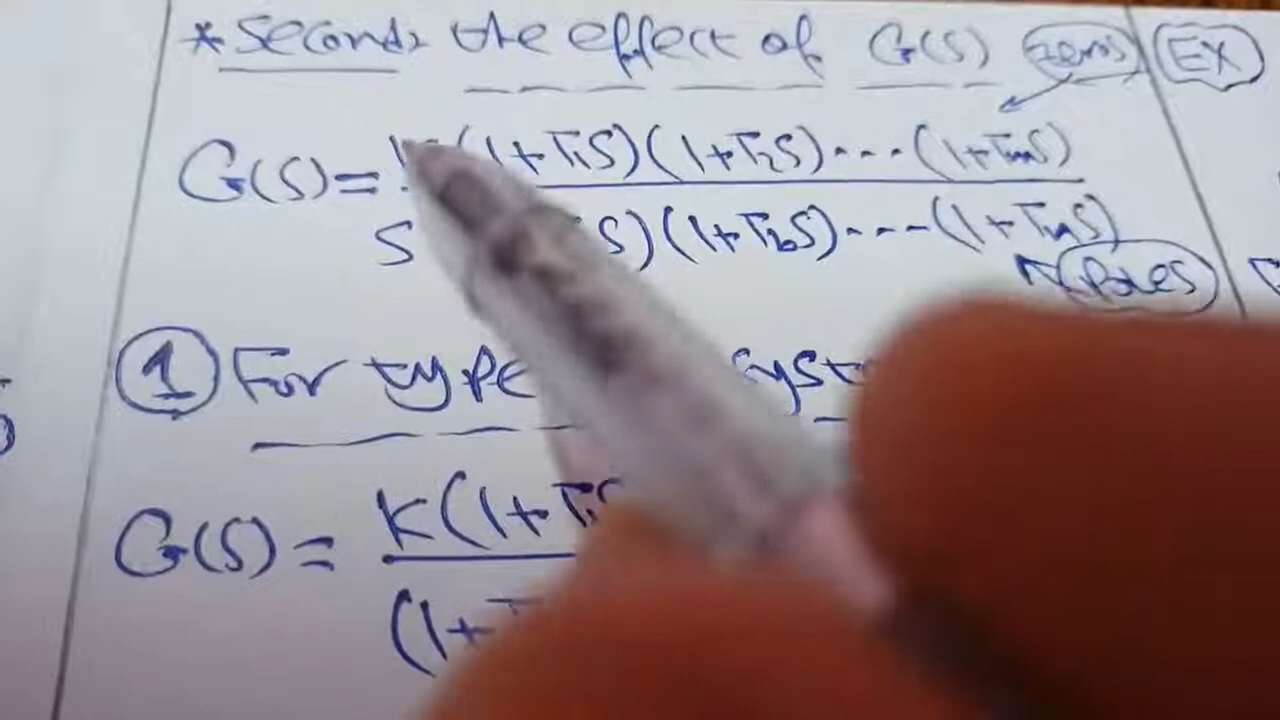 * Second, the effect of G(S) zeros EX
G(S)= K(1+T₁S)(1+T₂S)...(1+TmS)
S S)(1+TbS)....(1+TnS)
Poles
① For type syst
G(S)= K(1+T₁S
(1+T